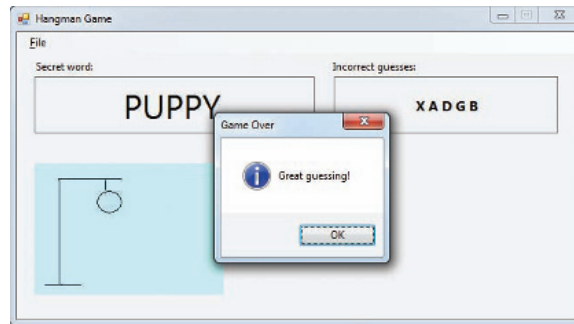 Hangman Game
File
Secret word:
Incorrect guesses:
PUPPY
X A D G B
Game Over
Great guessing!
OK